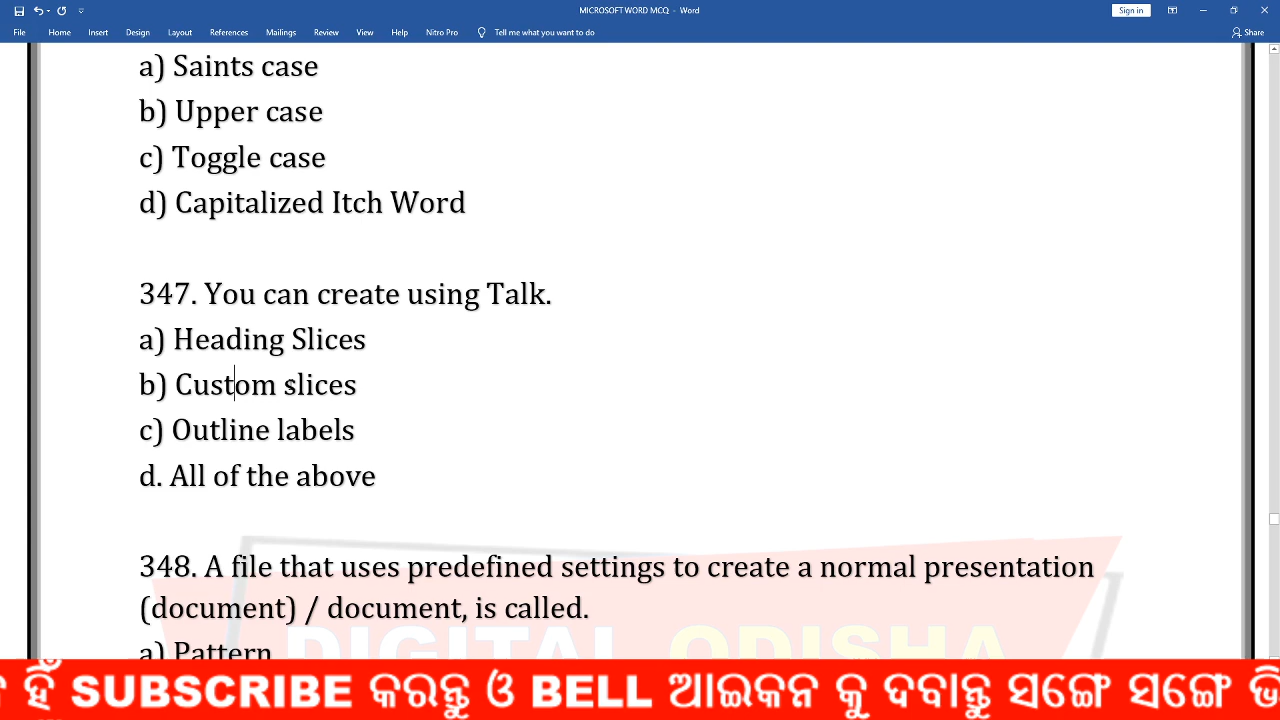 MICROSOFT WORD MCQ - Word
Sign in
File Home Insert Design Layout References Mailings Review View Help Nitro Pro Tell me what you want to do Share
a) Saints case
b) Upper case
c) Toggle case
d) Capitalized Itch Word
347. You can create using Talk.
a) Heading Slices
b) Custom slices
c) Outline labels
d. All of the above
348. A file that uses predefined settings to create a normal presentation
(document) / document, is called.
a) Pattern
DIGITAL ODISHA
ହିଁ SUBSCRIBE କରନ୍ତୁ ଓ BELL ଆଇକନ କୁ ଦବାନ୍ତୁ ସଙ୍ଗେ ସଙ୍ଗେ